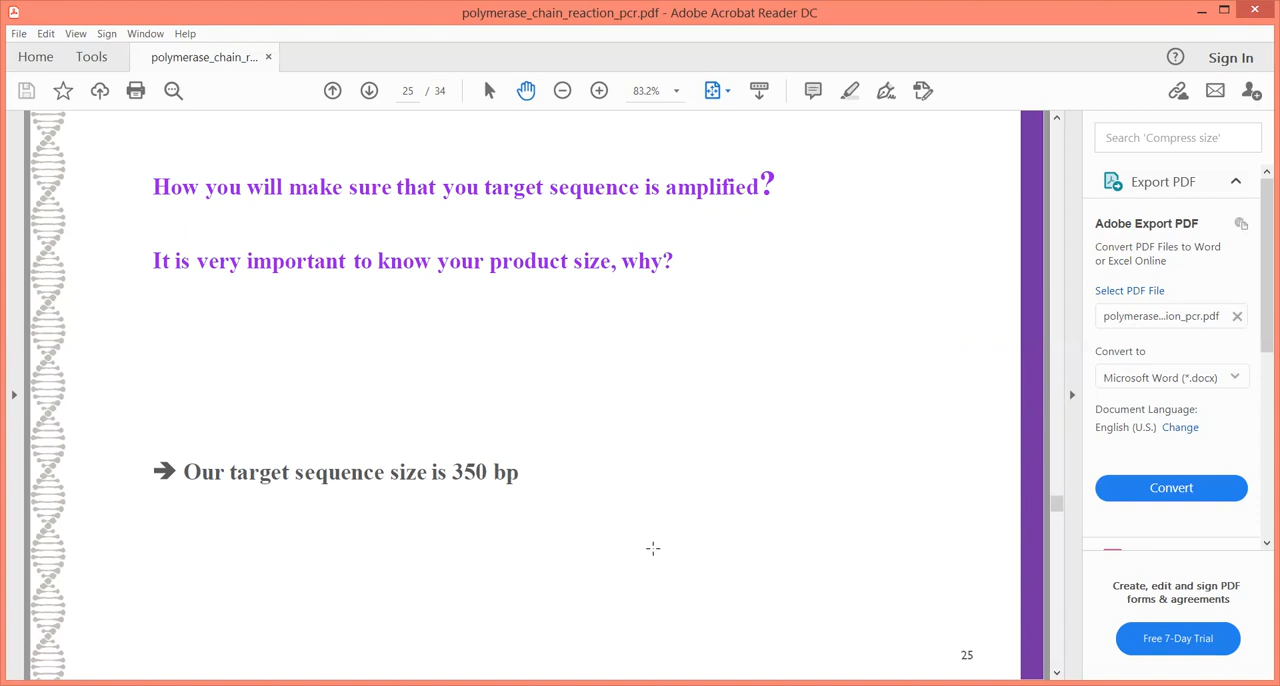 polymerase_chain_reaction_pcr.pdf - Adobe Acrobat Reader DC
File Edit View Sign Window Help
Home Tools polymerase_chain_r... × Sign In
25 / 34 83.2%
How you will make sure that you target sequence is amplified?
It is very important to know your product size, why?
➔ Our target sequence size is 350 bp
25
Search 'Compress size'
Export PDF
Adobe Export PDF
Convert PDF Files to Word
or Excel Online
Select PDF File
polymerase...ion_pcr.pdf
Convert to
Microsoft Word (*.docx)
Document Language:
English (U.S.) Change
Convert
Create, edit and sign PDF
forms & agreements
Free 7-Day Trial